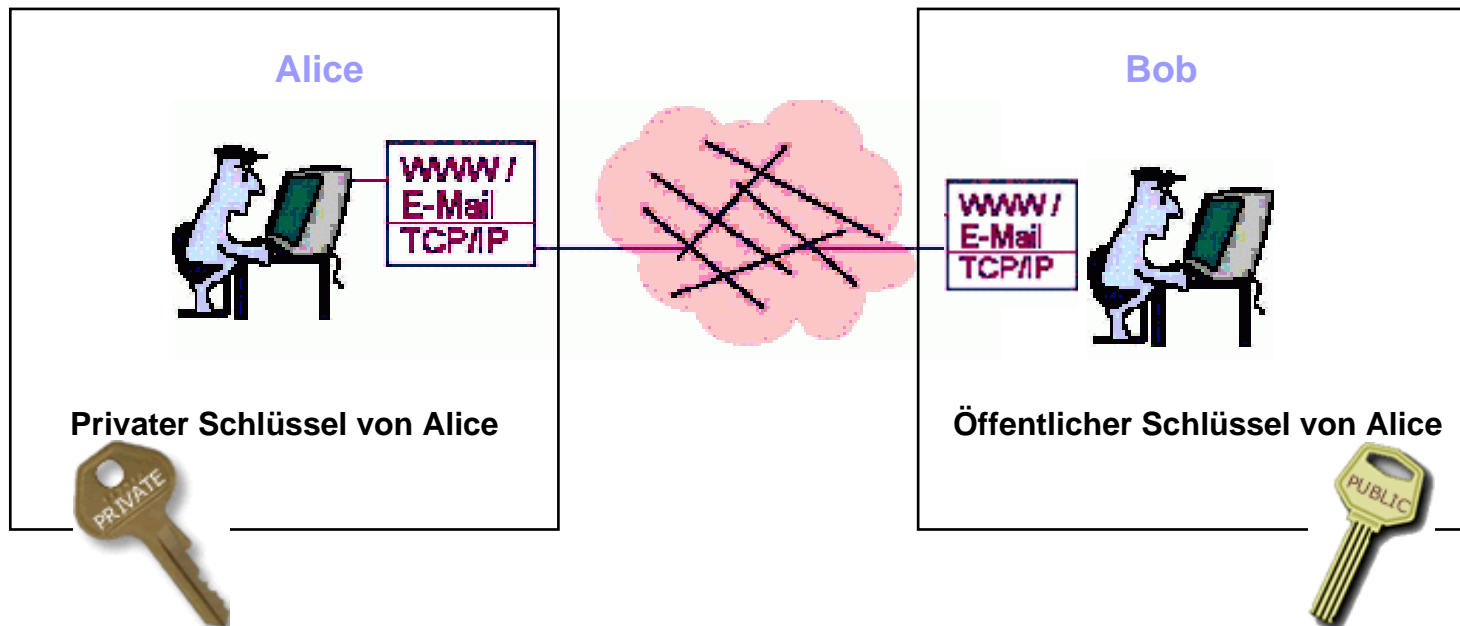 Alice
WWW /
E-Mail
TCP/IP
Privater Schlüssel von Alice
PRIVATE
Bob
WWW /
E-Mail
TCP/IP
Öffentlicher Schlüssel von Alice
PUBLIC